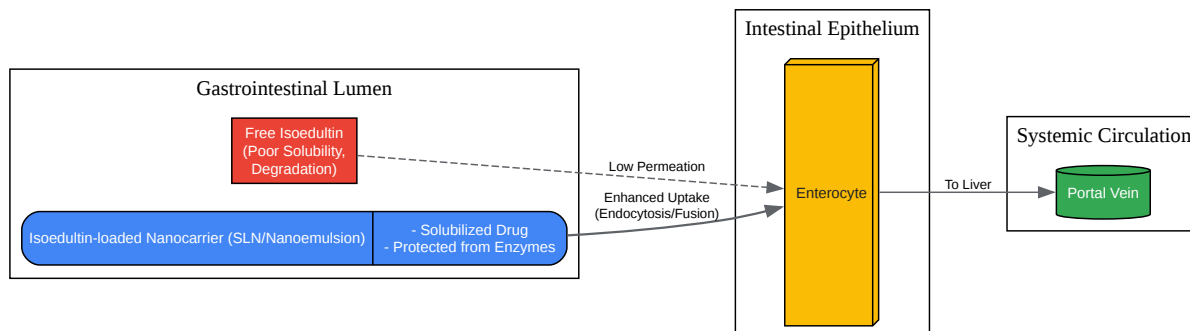 Gastrointestinal Lumen
Free Isoedultin
(Poor Solubility,
Degradation)
Isoedultin-loaded Nanocarrier (SLN/Nanoemulsion)
- Solubilized Drug
- Protected from Enzymes
Low Permeation
Enhanced Uptake
(Endocytosis/Fusion)
Intestinal Epithelium
Enterocyte
To Liver
Systemic Circulation
Portal Vein